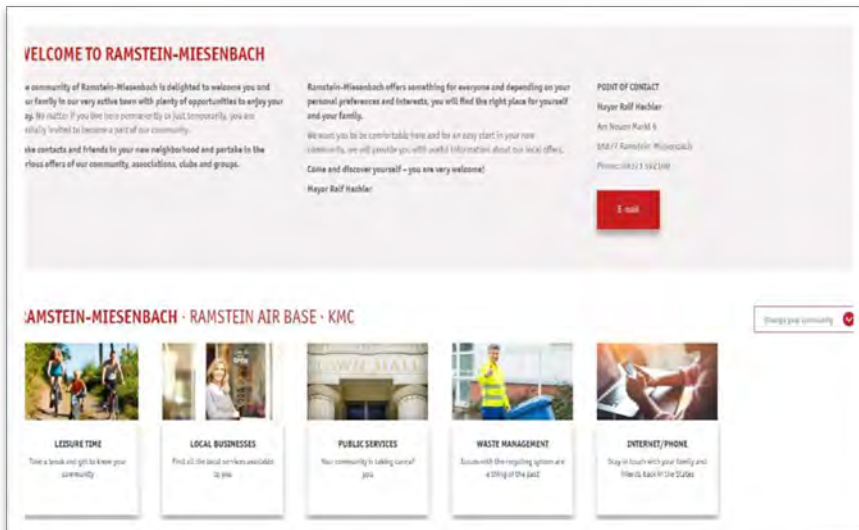 WELCOME TO RAMSTEIN-MIESENBACH
community of Ramstein-Miesenbach is delighted to welcome you and
ur family in our very active town with plenty of opportunities to enjoy your
No matter if you live here permanently or just temporarily, you are
invited to become a part of our community.
ke contacts and friends in your new neighborhood and partake in the
rious offers of our community, associations, clubs and groups.
Ramstein-Miesenbach offers something for everyone and depending on your
personal preferences and interests, you will find the right place for yourself
and your family.
We want you to be comfortable here and for an easy start in your new
community, we will provide you with useful information about our local offers.
Come and discover yourself – you are very welcome!
Mayor Ralf Hechler
POINT OF CONTACT
Mayor Ralf Hechler
Am Neuen Markt 6
Ramstein-Miesenbach
Phone:
E-mail
RAMSTEIN-MIESENBACH · RAMSTEIN AIR BASE · KMC
Change your community
TOWN HALL
LEISURE TIME
Take a break and get to know your
community
LOCAL BUSINESSES
Find all the local services available
to you
PUBLIC SERVICES
Your community is taking care of
you
WASTE MANAGEMENT
Issues with the recycling system are
a thing of the past
INTERNET/PHONE
Stay in touch with your family and
friends back in the States